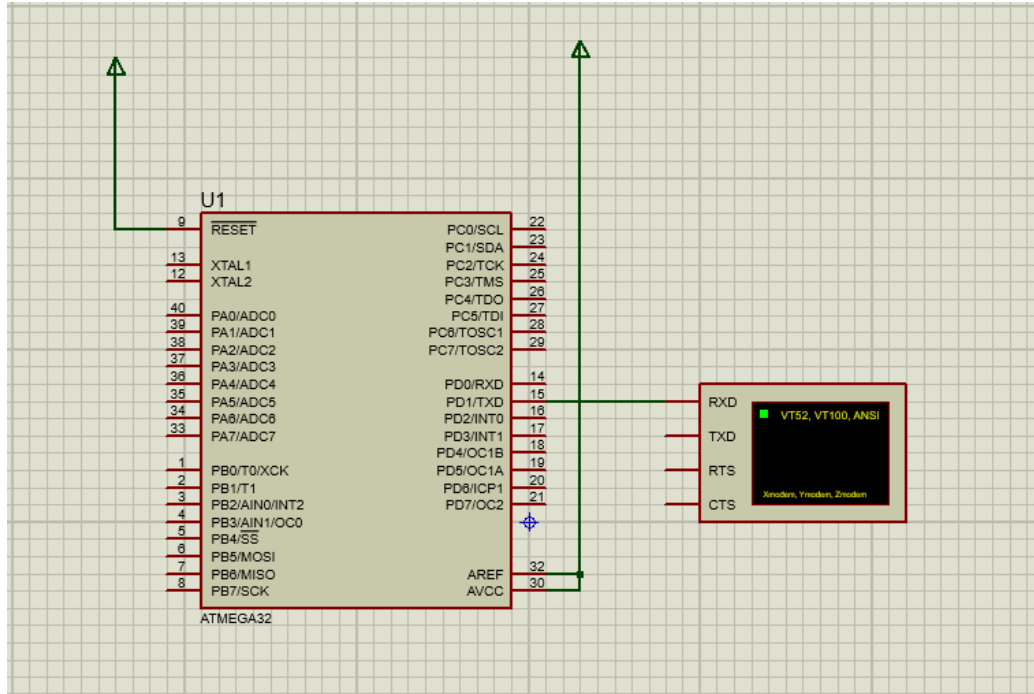 U1
9 RESET
13 XTAL1
12 XTAL2
40 PA0/ADC0
39 PA1/ADC1
38 PA2/ADC2
37 PA3/ADC3
36 PA4/ADC4
35 PA5/ADC5
34 PA6/ADC6
33 PA7/ADC7
1 PB0/T0/XCK
2 PB1/T1
3 PB2/AIN0/INT2
4 PB3/AIN1/OC0
5 PB4/SS
6 PB5/MOSI
7 PB6/MISO
8 PB7/SCK
PC0/SCL 22
PC1/SDA 23
PC2/TCK 24
PC3/TMS 25
PC4/TDO 26
PC5/TDI 27
PC6/TOSC1 28
PC7/TOSC2 29
PD0/RXD 14
PD1/TXD 15
PD2/INT0 16
PD3/INT1 17
PD4/OC1B 18
PD5/OC1A 19
PD6/ICP1 20
PD7/OC2 21
AREF 32
AVCC 30
ATMEGA32
RXD
TXD
RTS
CTS
VT52, VT100, ANSI
Xmodem, Ymodem, Zmodem